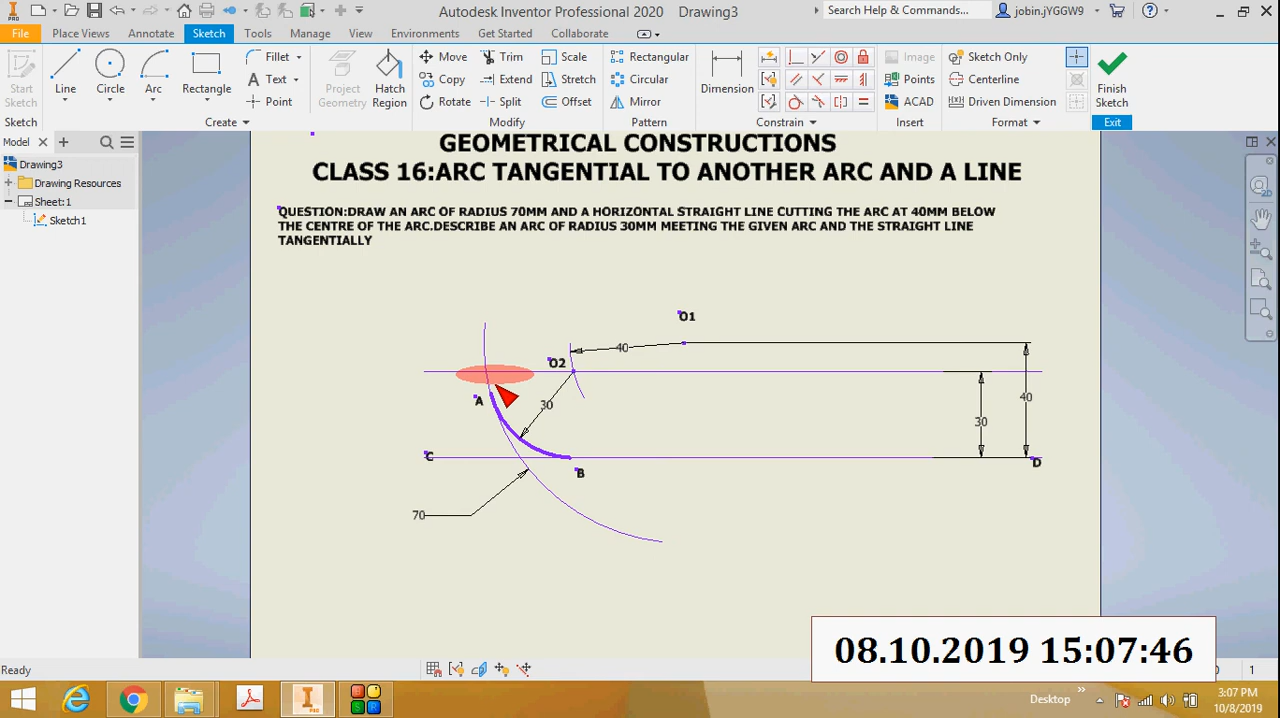 Autodesk Inventor Professional 2020 Drawing3
Search Help & Commands...
jobin.jYGGW9
File Place Views Annotate Sketch Tools Manage View Environments Get Started Collaborate
Start Sketch
Line
Circle
Arc
Rectangle
Fillet
Text
Point
Project Geometry
Hatch Region
Move Trim Scale
Copy Extend Stretch
Rotate Split Offset
Rectangular
Circular
Mirror
Dimension
Image
Points
ACAD
Sketch Only
Centerline
Driven Dimension
Finish Sketch
Sketch Create Modify Pattern Constrain Insert Format Exit
Model
Drawing3
Drawing Resources
Sheet:1
Sketch1
GEOMETRICAL CONSTRUCTIONS
CLASS 16:ARC TANGENTIAL TO ANOTHER ARC AND A LINE
QUESTION:DRAW AN ARC OF RADIUS 70MM AND A HORIZONTAL STRAIGHT LINE CUTTING THE ARC AT 40MM BELOW
THE CENTRE OF THE ARC.DESCRIBE AN ARC OF RADIUS 30MM MEETING THE GIVEN ARC AND THE STRAIGHT LINE
TANGENTIALLY
O1
40
O2
A
30
40
30
C
D
B
70
08.10.2019 15:07:46
Ready
1
PRO
Desktop
3:07 PM
10/8/2019